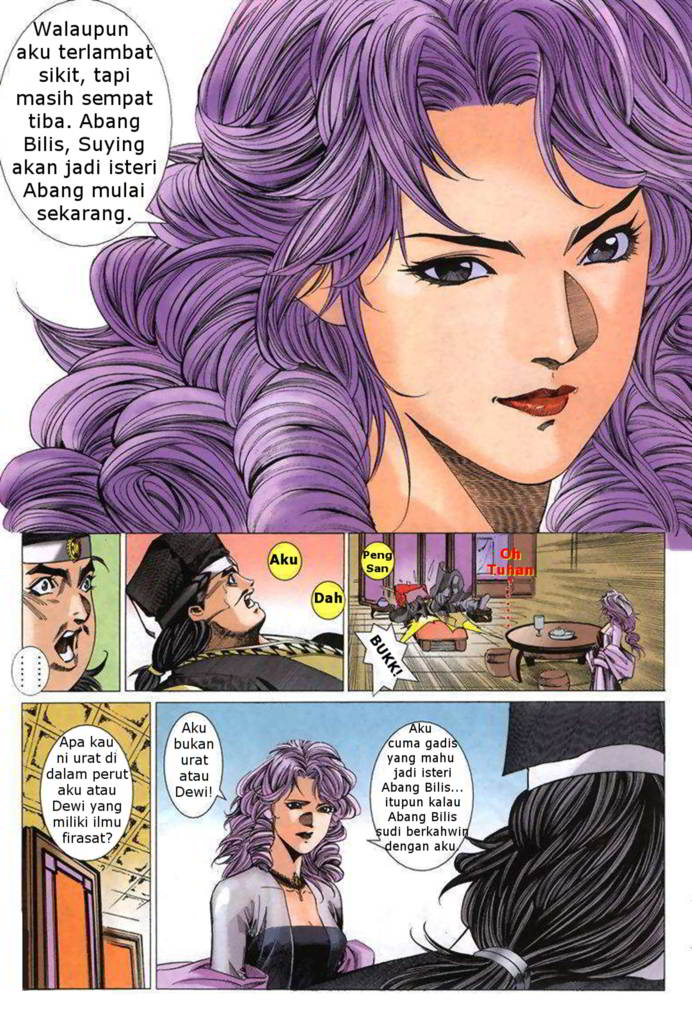 Walaupun
aku terlambat
sikit, tapi
masih sempat
tiba. Abang
Bilis, Suying
akan jadi isteri
Abang mulai
sekarang.
.......
Aku
Dah
Peng
San
BUKK!
Oh
Tuhan
.......
Apa kau
ni urat di
dalam perut
aku atau
Dewi yang
miliki ilmu
firasat?
Aku
bukan
urat
atau
Dewi!
Aku
cuma gadis
yang mahu
jadi isteri
Abang Bilis...
itupun kalau
Abang Bilis
sudi berkahwin
dengan aku.